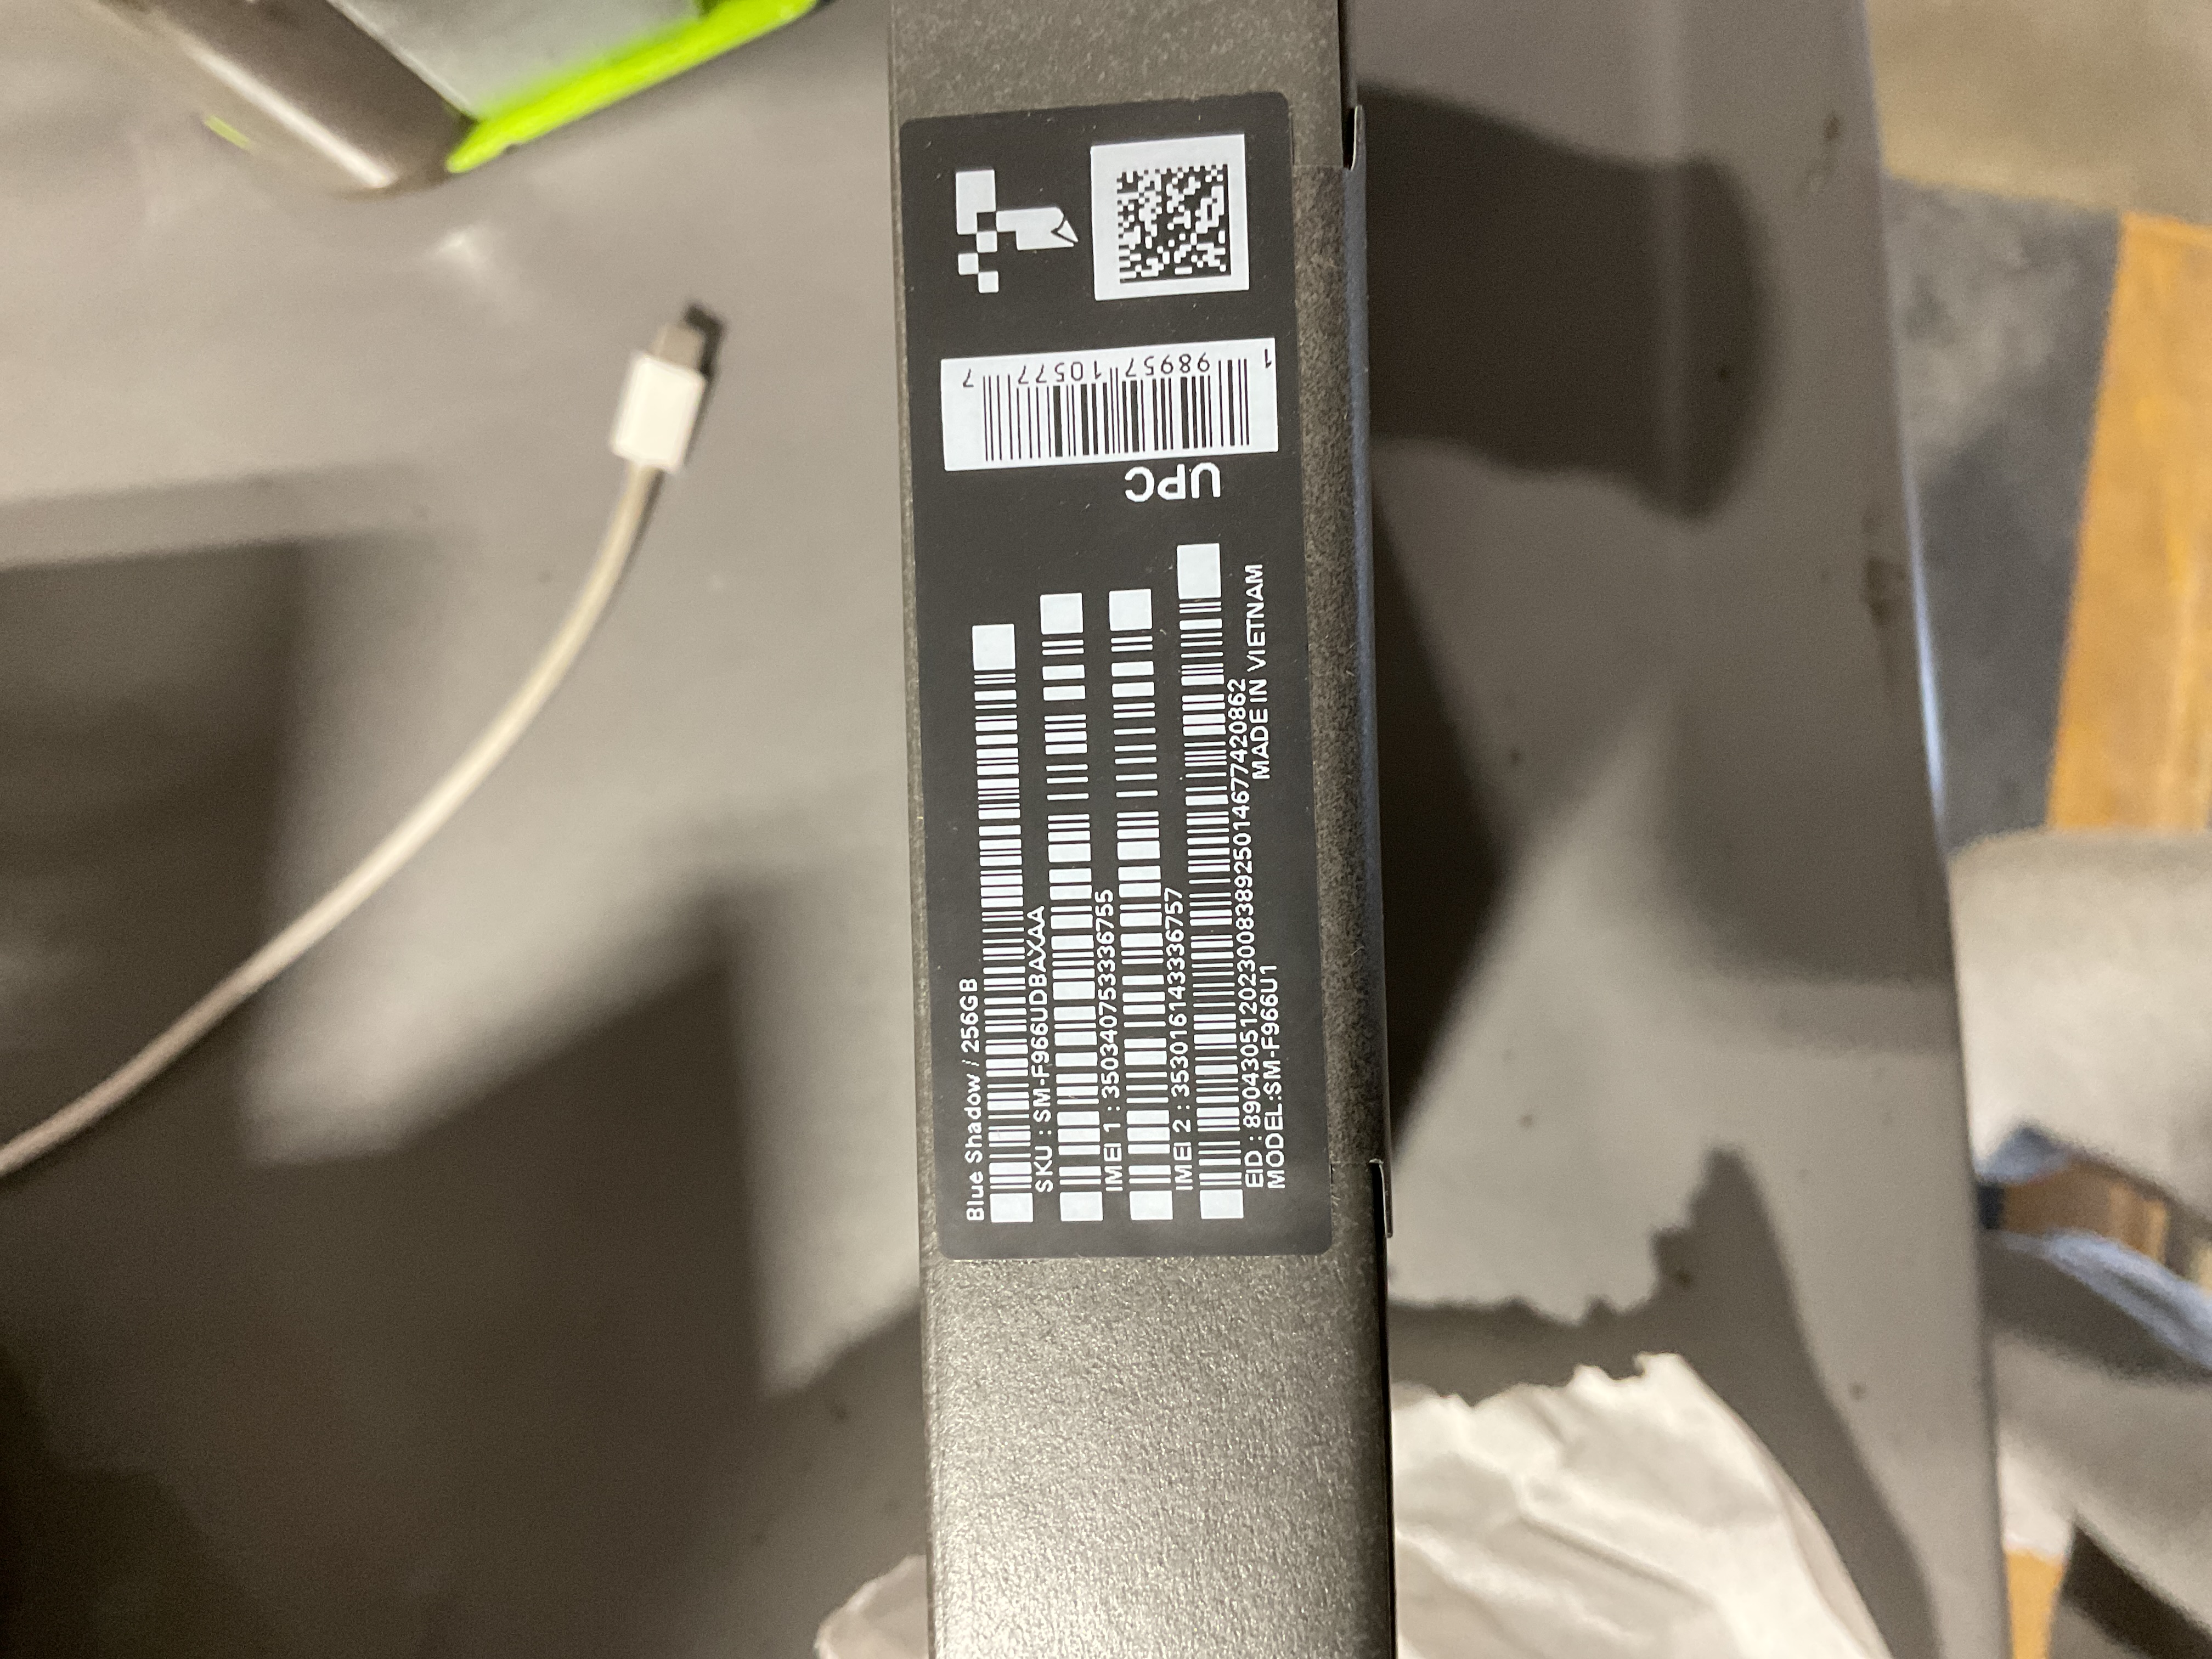 Blue Shadow / 256GB
SKU : SM-F966UDBAXAA
IMEI 1 : 350340753336755
IMEI 2 : 353016143336757
EID : 89043051202300838925014677420862
MODEL:SM-F966U1
MADE IN VIETNAM
UPC
1 98957 10577 7